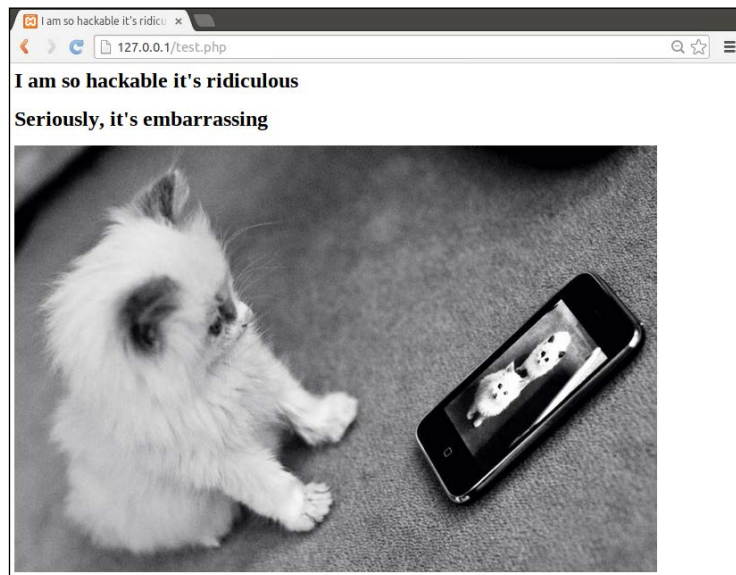 I am so hackable it's ridicu
127.0.0.1/test.php
I am so hackable it's ridiculous
Seriously, it's embarrassing